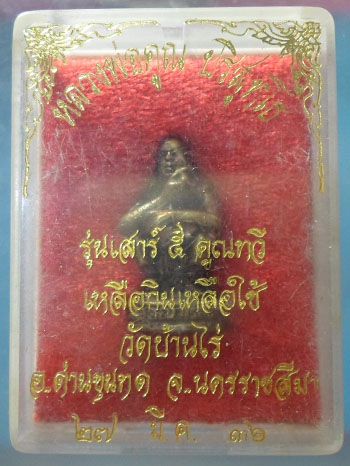 หลวงพ่อคูณ ปริสุทฺโธ
รุ่นเสาร์ ๕ คูณทวี
เหลือกินเหลือใช้
วัดบ้านไร่
อ.ด่านขุนทด จ.นครราชสีมา
๒๗ มี.ค. ๓๖